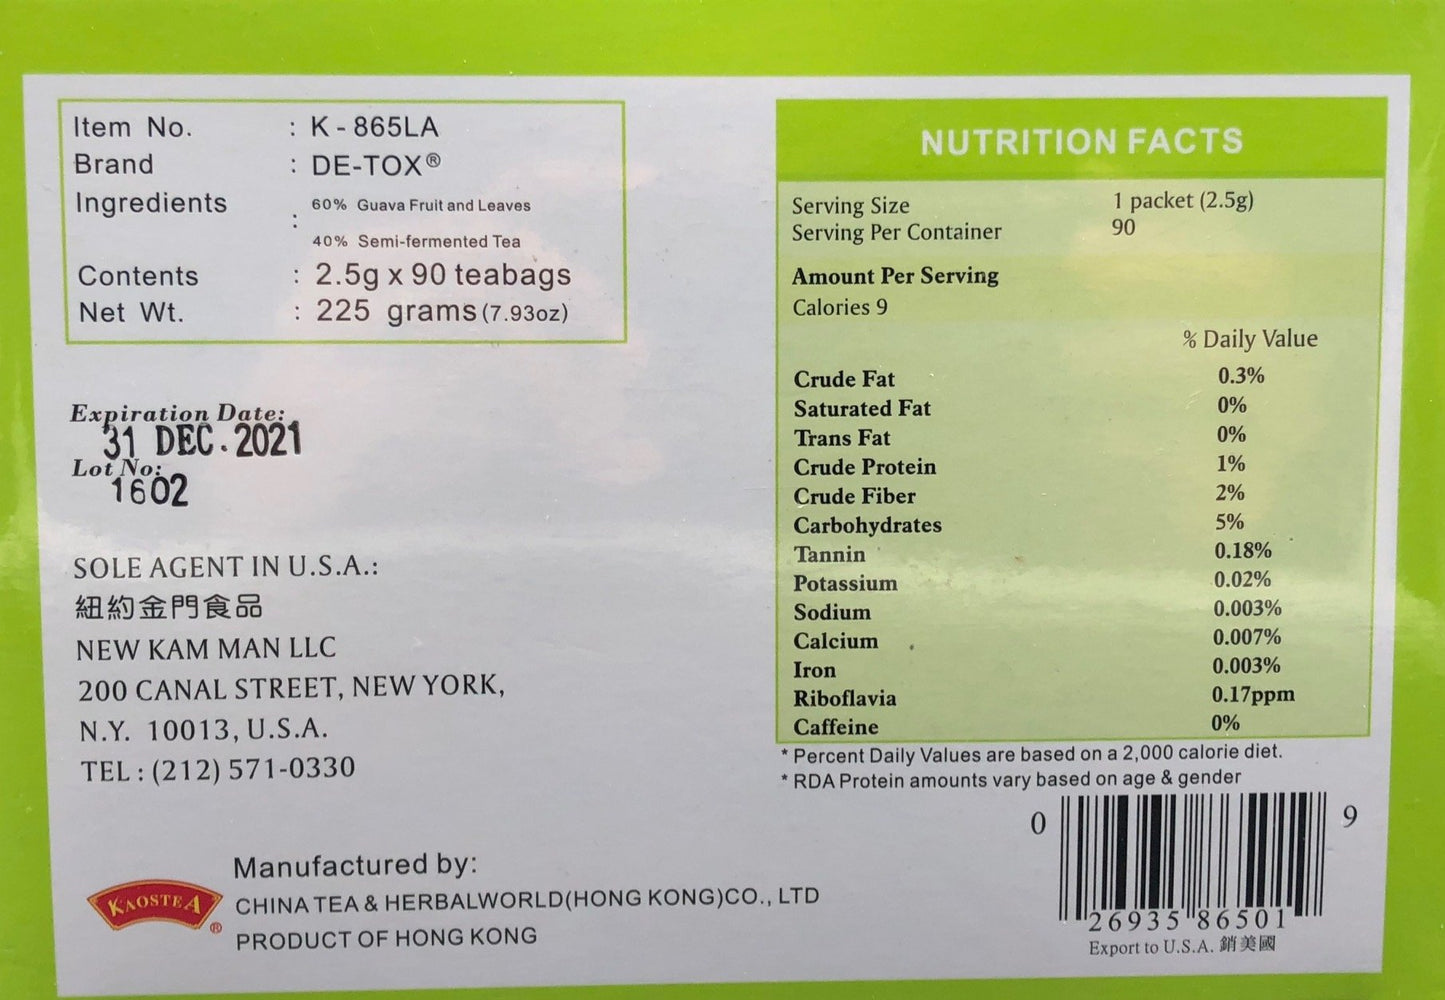 Item No. : K - 865LA
Brand : DE-TOX®
Ingredients : 60% Guava Fruit and Leaves
40% Semi-fermented Tea
Contents : 2.5g x 90 teabags
Net Wt. : 225 grams (7.93oz)
Expiration Date:
31 DEC. 2021
Lot No:
1602
SOLE AGENT IN U.S.A.:
紐約金門食品
NEW KAM MAN LLC
200 CANAL STREET, NEW YORK,
N.Y. 10013, U.S.A.
TEL : (212) 571-0330
KAOSTEA ®
Manufactured by:
CHINA TEA & HERBALWORLD(HONG KONG)CO., LTD
PRODUCT OF HONG KONG
NUTRITION FACTS
Serving Size 1 packet (2.5g)
Serving Per Container 90
Amount Per Serving
Calories 9
% Daily Value
Crude Fat 0.3%
Saturated Fat 0%
Trans Fat 0%
Crude Protein 1%
Crude Fiber 2%
Carbohydrates 5%
Tannin 0.18%
Potassium 0.02%
Sodium 0.003%
Calcium 0.007%
Iron 0.003%
Riboflavia 0.17ppm
Caffeine 0%
* Percent Daily Values are based on a 2,000 calorie diet.
* RDA Protein amounts vary based on age & gender
0 26935 86501 9
Export to U.S.A. 銷美國